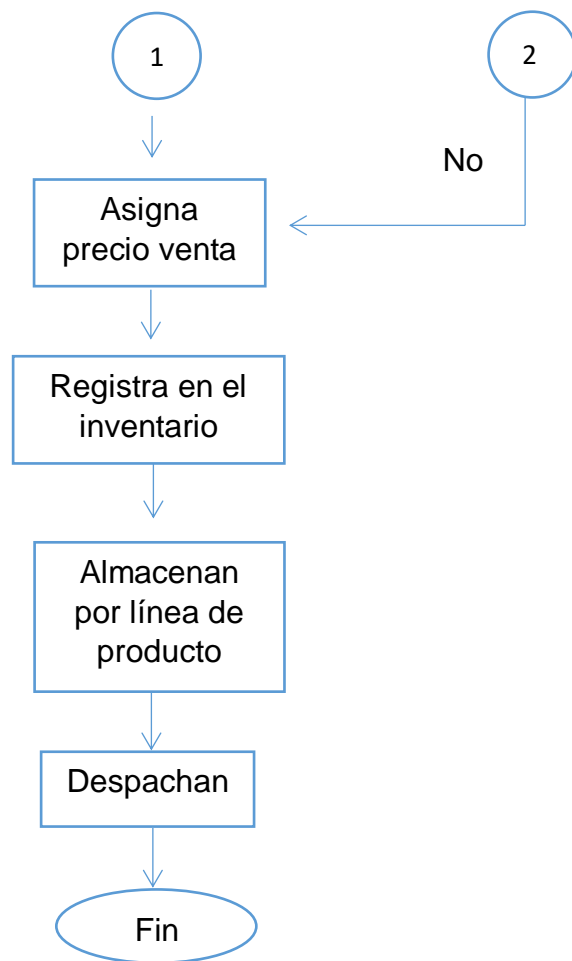 1
2
No
Asigna
precio venta
Registra en el
inventario
Almacenan
por línea de
producto
Despachan
Fin